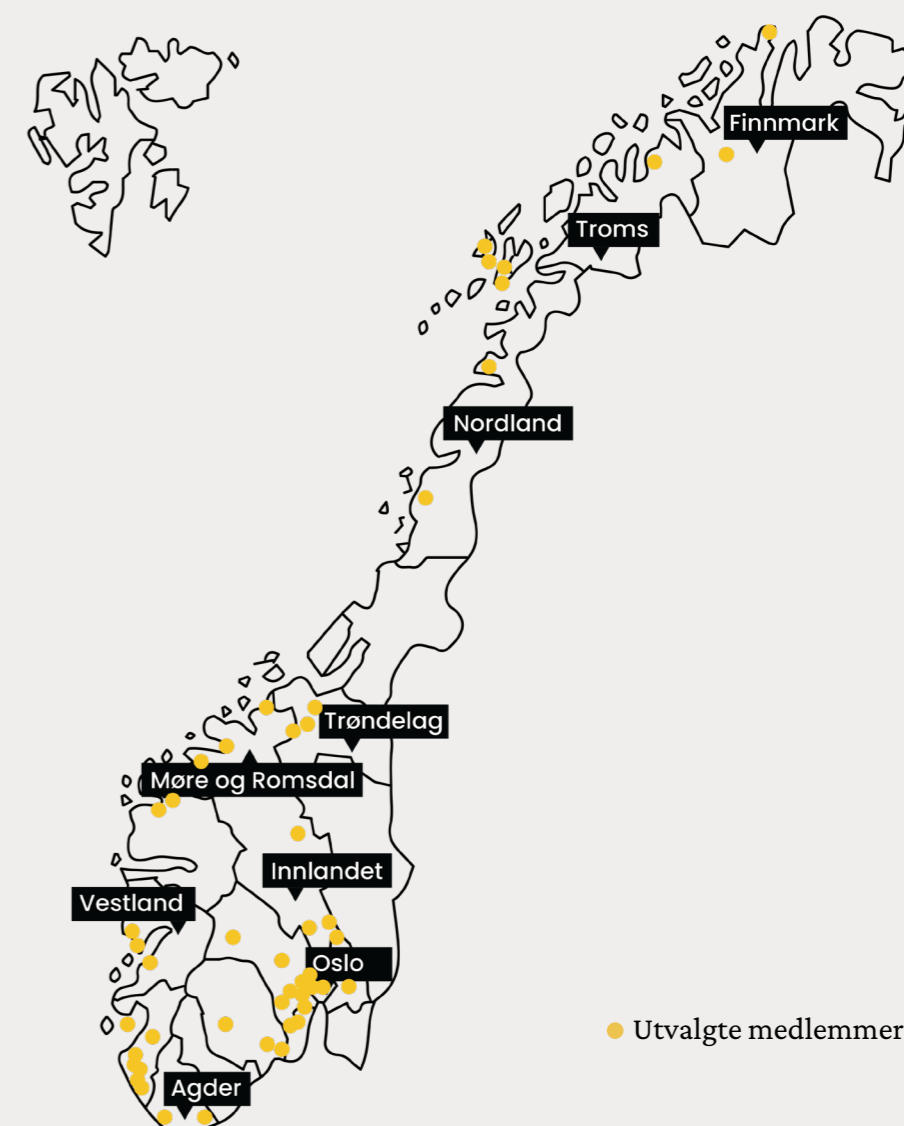 Finnmark
Troms
Nordland
Trøndelag
Møre og Romsdal
Innlandet
Vestland
Oslo
Utvalgte medlemmer
Agder